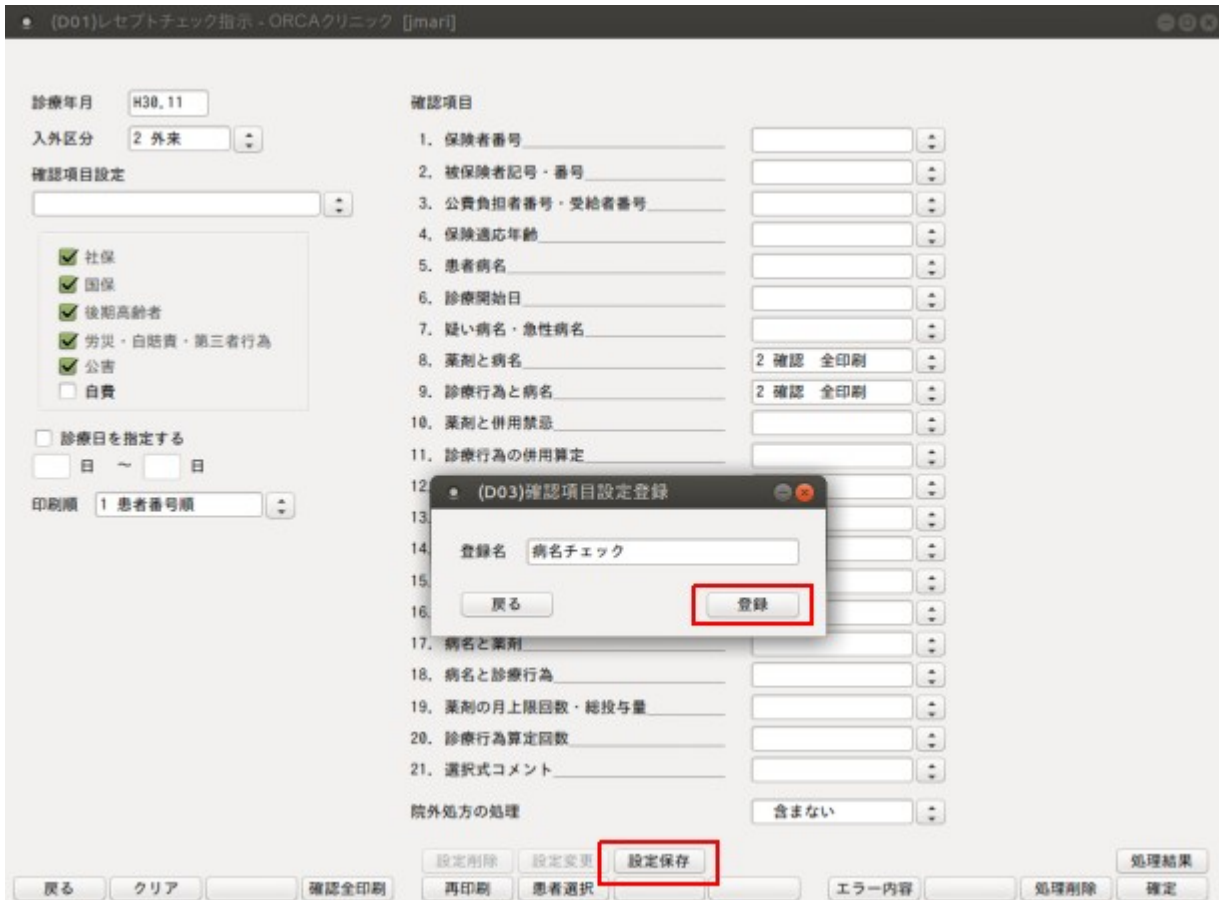 (D01)レセプトチェック指示 - ORCAクリニック [jmari]
診療年月 H30.11
入外区分 2 外来
確認項目設定
社保
国保
後期高齢者
労災・自賠責・第三者行為
公害
自費
診療日を指定する
日 ~ 日
印刷順 1 患者番号順
確認項目
1. 保険者番号
2. 被保険者記号・番号
3. 公費負担者番号・受給者番号
4. 保険適応年齢
5. 患者病名
6. 診療開始日
7. 疑い病名・急性病名
8. 薬剤と病名 2 確認 全印刷
9. 診療行為と病名 2 確認 全印刷
10. 薬剤と併用禁忌
11. 診療行為の併用算定
12
13.
14.
15.
16.
17. 病名と薬剤
18. 病名と診療行為
19. 薬剤の月上限回数・総投与量
20. 診療行為算定回数
21. 選択式コメント
院外処方の処理 含まない
(D03)確認項目設定登録
登録名 病名チェック
戻る 登録
設定削除 設定変更 設定保存 処理結果
戻る クリア 確認全印刷 再印刷 患者選択 エラー内容 処理削除 確定